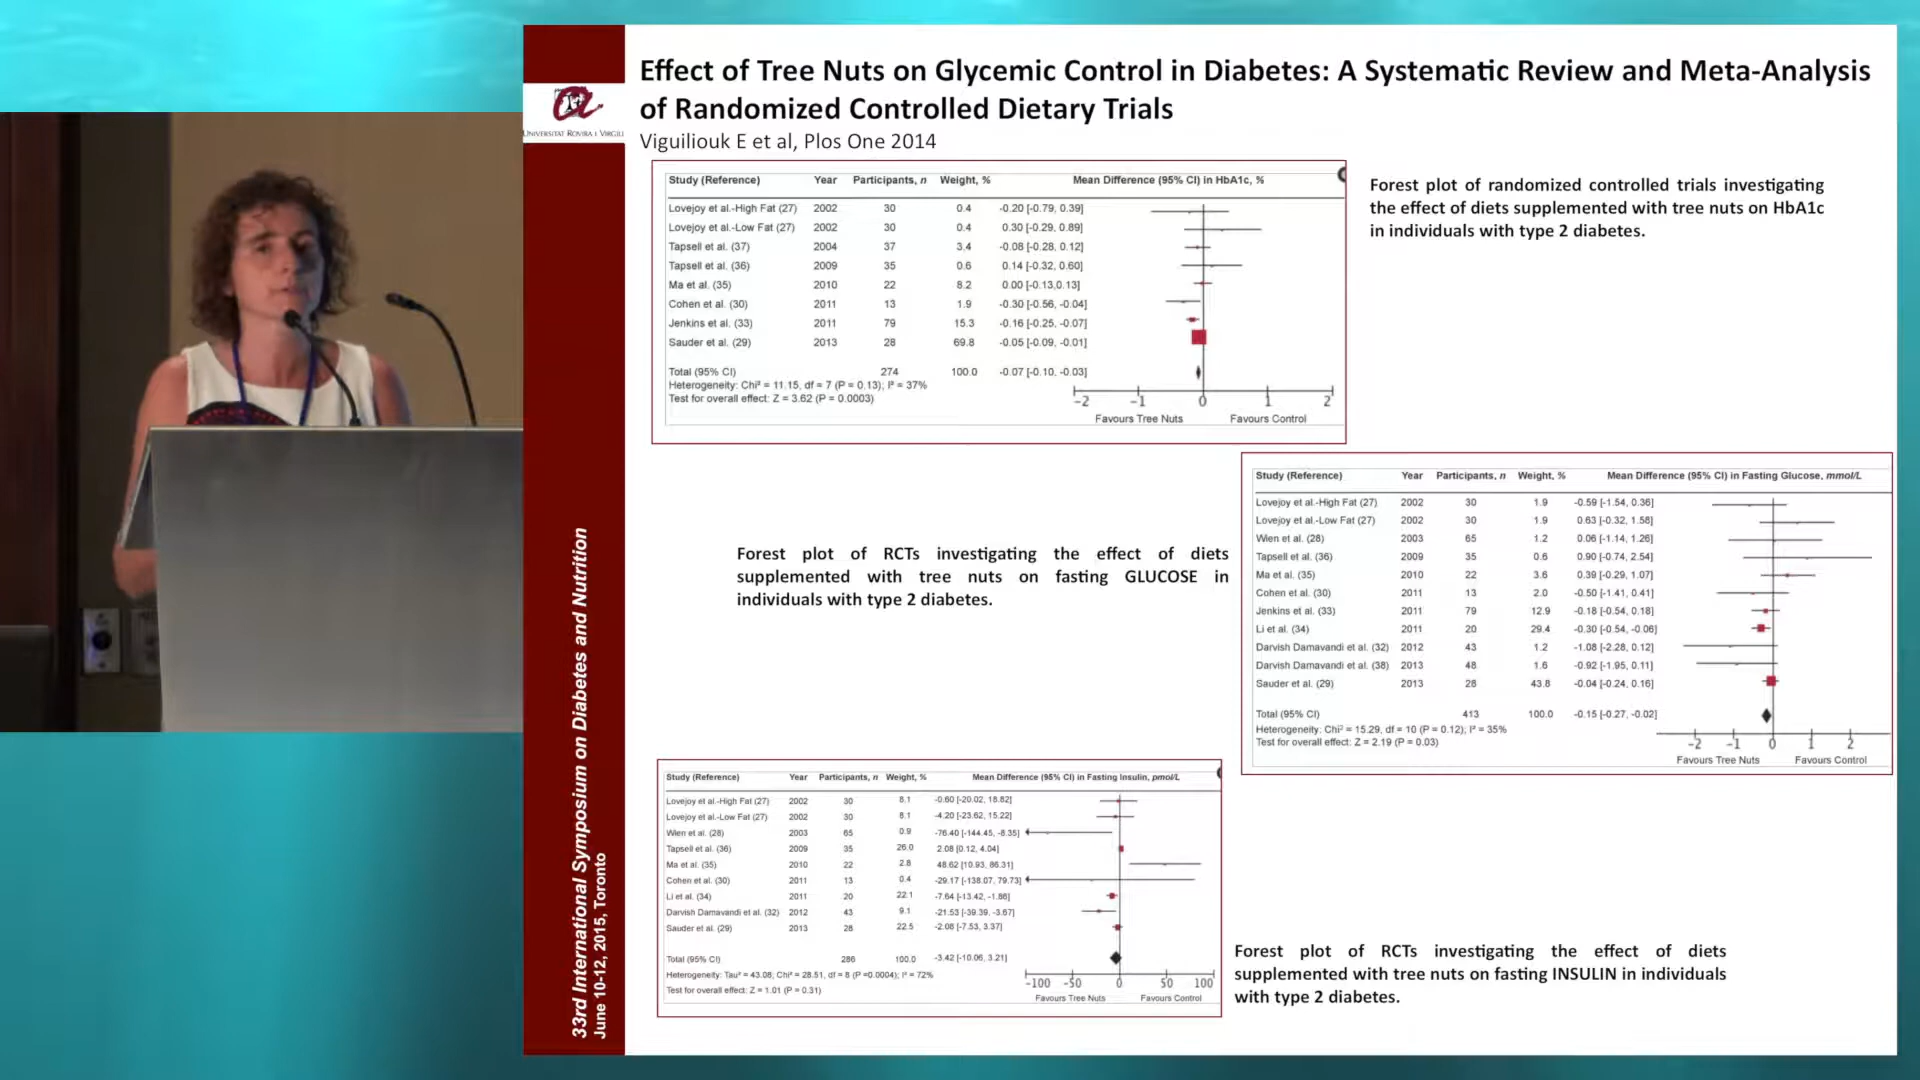 Effect of Tree Nuts on Glycemic Control in Diabetes: A Systematic Review and Meta-Analysis
of Randomized Controlled Dietary Trials
Viguiliouk E et al, Plos One 2014
UNIVERSITAT ROVIRA I VIRGILI
33rd International Symposium on Diabetes and Nutrition
June 10-12, 2015, Toronto
Study (Reference) Year Participants, n Weight, % Mean Difference (95% CI) in HbA1c, %
Lovejoy et al.-High Fat (27) 2002 30 0.4 -0.20 [-0.79, 0.39]
Lovejoy et al.-Low Fat (27) 2002 30 0.4 0.30 [-0.29, 0.89]
Tapsell et al. (37) 2004 37 3.4 -0.08 [-0.28, 0.12]
Tapsell et al. (36) 2009 35 0.6 0.14 [-0.32, 0.60]
Ma et al. (35) 2010 22 8.2 0.00 [-0.13,0.13]
Cohen et al. (30) 2011 13 1.9 -0.30 [-0.56, -0.04]
Jenkins et al. (33) 2011 79 15.3 -0.16 [-0.25, -0.07]
Sauder et al. (29) 2013 28 69.8 -0.05 [-0.09, -0.01]
Total (95% CI) 274 100.0 -0.07 [-0.10, -0.03]
Heterogeneity: Chi² = 11.15, df = 7 (P = 0.13); I² = 37%
Test for overall effect: Z = 3.62 (P = 0.0003)
-2 -1 0 1 2
Favours Tree Nuts Favours Control
Forest plot of randomized controlled trials investigating
the effect of diets supplemented with tree nuts on HbA1c
in individuals with type 2 diabetes.
Study (Reference) Year Participants, n Weight, % Mean Difference (95% CI) in Fasting Glucose, mmol/L
Lovejoy et al.-High Fat (27) 2002 30 1.9 -0.59 [-1.54, 0.36]
Lovejoy et al.-Low Fat (27) 2002 30 1.9 0.63 [-0.32, 1.58]
Wien et al. (28) 2003 65 1.2 0.06 [-1.14, 1.26]
Tapsell et al. (36) 2009 35 0.6 0.90 [-0.74, 2.54]
Ma et al. (35) 2010 22 3.6 0.39 [-0.29, 1.07]
Cohen et al. (30) 2011 13 2.0 -0.50 [-1.41, 0.41]
Jenkins et al. (33) 2011 79 12.9 -0.18 [-0.54, 0.18]
Li et al. (34) 2011 20 29.4 -0.30 [-0.54, -0.06]
Darvish Damavandi et al. (32) 2012 43 1.2 -1.08 [-2.28, 0.12]
Darvish Damavandi et al. (38) 2013 48 1.6 -0.92 [-1.95, 0.11]
Sauder et al. (29) 2013 28 43.8 -0.04 [-0.24, 0.16]
Total (95% CI) 413 100.0 -0.15 [-0.27, -0.02]
Heterogeneity: Chi² = 15.29, df = 10 (P = 0.12); I² = 35%
Test for overall effect: Z = 2.19 (P = 0.03)
-2 -1 0 1 2
Favours Tree Nuts Favours Control
Forest plot of RCTs investigating the effect of diets
supplemented with tree nuts on fasting GLUCOSE in
individuals with type 2 diabetes.
Study (Reference) Year Participants, n Weight, % Mean Difference (95% CI) in Fasting Insulin, pmol/L
Lovejoy et al.-High Fat (27) 2002 30 8.1 -0.60 [-20.02, 18.82]
Lovejoy et al.-Low Fat (27) 2002 30 8.1 -4.20 [-23.62, 15.22]
Wien et al. (28) 2003 65 0.9 -76.40 [-144.45, -8.35]
Tapsell et al. (36) 2009 35 26.0 2.08 [0.12, 4.04]
Ma et al. (35) 2010 22 2.8 48.62 [10.93, 86.31]
Cohen et al. (30) 2011 13 0.4 -29.17 [-138.07, 79.73]
Li et al. (34) 2011 20 22.1 -7.64 [-13.42, -1.86]
Darvish Damavandi et al. (32) 2012 43 9.1 -21.53 [-39.39, -3.67]
Sauder et al. (29) 2013 28 22.5 -2.08 [-7.53, 3.37]
Total (95% CI) 286 100.0 -3.42 [-10.06, 3.21]
Heterogeneity: Tau² = 43.08; Chi² = 28.51, df = 8 (P =0.0004); I² = 72%
Test for overall effect: Z = 1.01 (P = 0.31)
-100 -50 0 50 100
Favours Tree Nuts Favours Control
Forest plot of RCTs investigating the effect of diets
supplemented with tree nuts on fasting INSULIN in individuals
with type 2 diabetes.